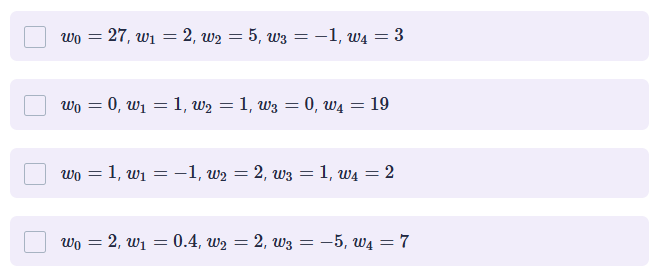 w₀ = 27, w₁ = 2, w₂ = 5, w₃ = −1, w₄ = 3
w₀ = 0, w₁ = 1, w₂ = 1, w₃ = 0, w₄ = 19
w₀ = 1, w₁ = −1, w₂ = 2, w₃ = 1, w₄ = 2
w₀ = 2, w₁ = 0.4, w₂ = 2, w₃ = −5, w₄ = 7